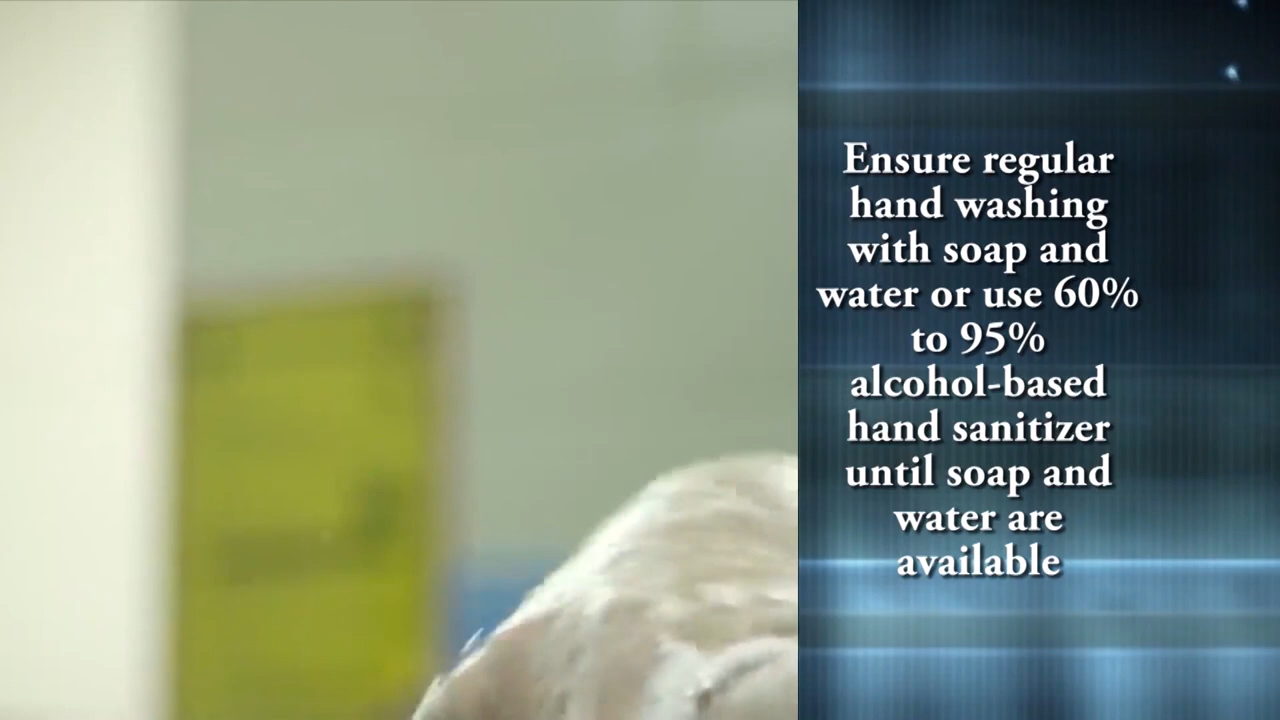 Ensure regular
hand washing
with soap and
water or use 60%
to 95%
alcohol-based
hand sanitizer
until soap and
water are
available